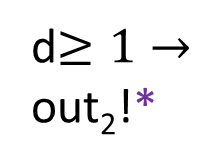 d≥ 1 →
out₂!*